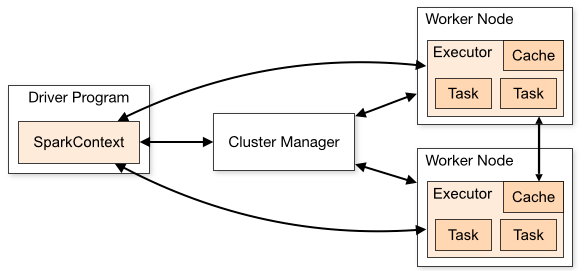 Driver Program
SparkContext
Cluster Manager
Worker Node
Executor
Cache
Task
Task
Worker Node
Executor
Cache
Task
Task